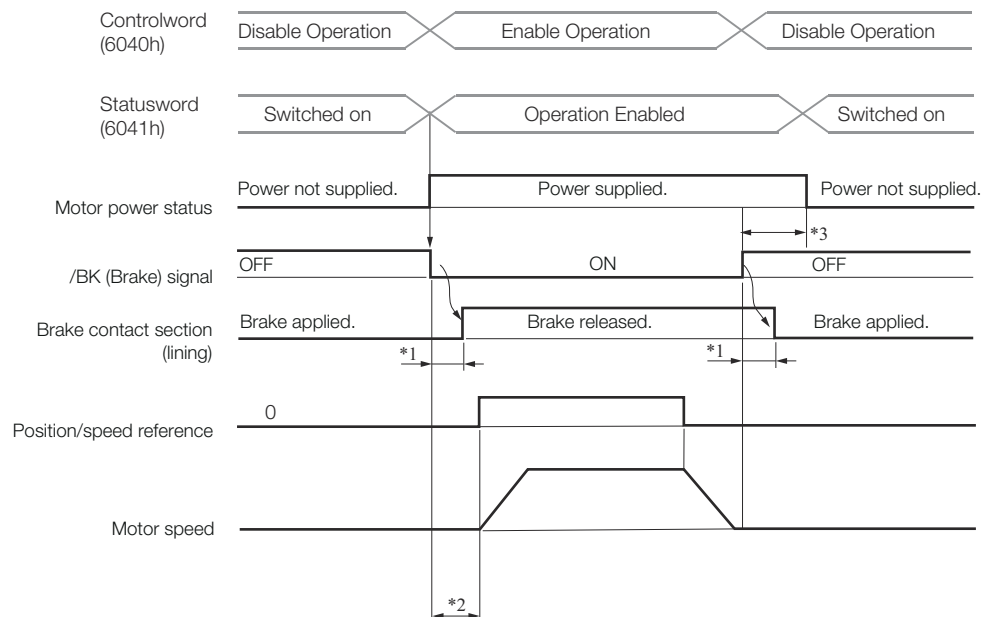 Controlword
(6040h)
Disable Operation
Enable Operation
Disable Operation
Statusword
(6041h)
Switched on
Operation Enabled
Switched on
Motor power status
Power not supplied.
Power supplied.
Power not supplied.
*3
/BK (Brake) signal
OFF
ON
OFF
Brake contact section
(lining)
Brake applied.
Brake released.
Brake applied.
*1
*1
Position/speed reference
0
Motor speed
*2